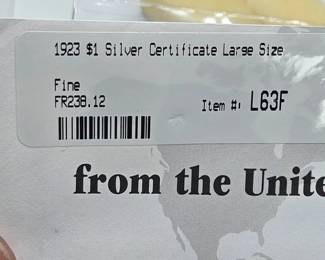 1923 $1 Silver Certificate Large Size
Fine
FR238.12
Item #: L63F
from the Unite